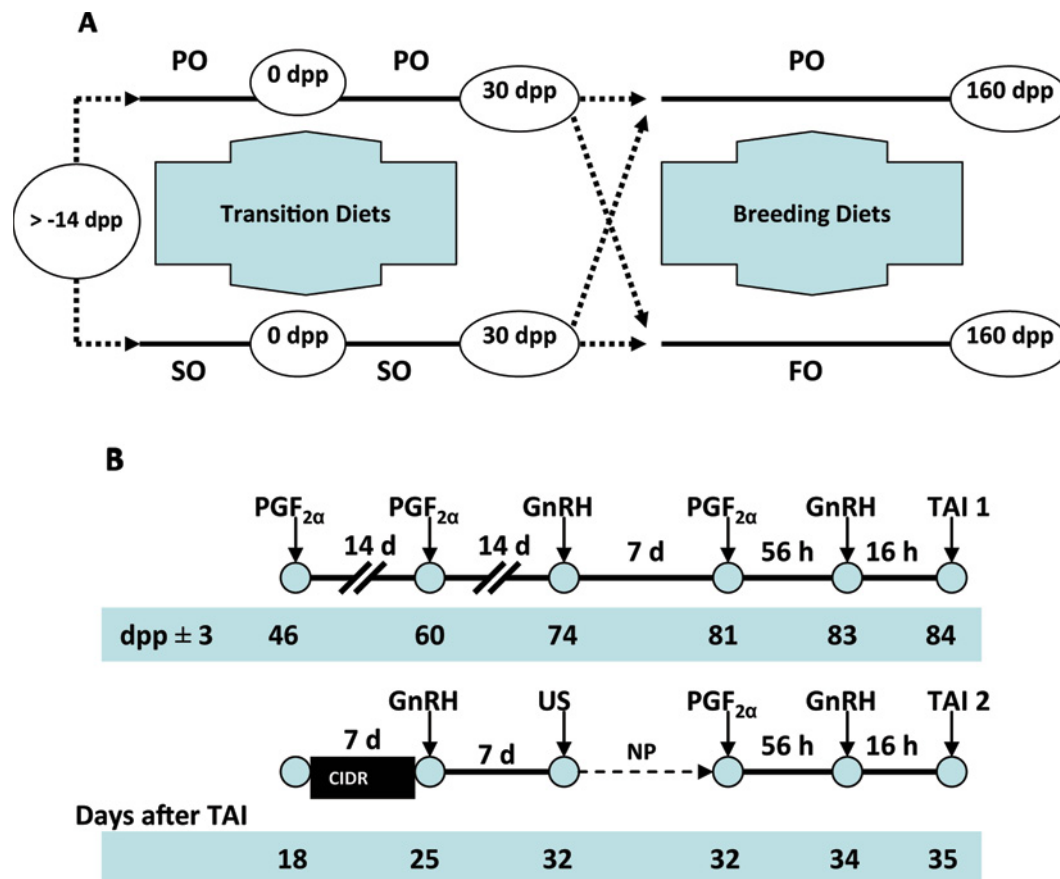 A
PO 0 dpp PO 30 dpp PO 160 dpp
> -14 dpp Transition Diets Breeding Diets
0 dpp 30 dpp 160 dpp
SO SO FO
B
PGF2α PGF2α GnRH PGF2α GnRH TAI 1
14 d 14 d 7 d 56 h 16 h
dpp ± 3 46 60 74 81 83 84
GnRH US PGF2α GnRH TAI 2
7 d 7 d NP 56 h 16 h
CIDR
Days after TAI
18 25 32 32 34 35